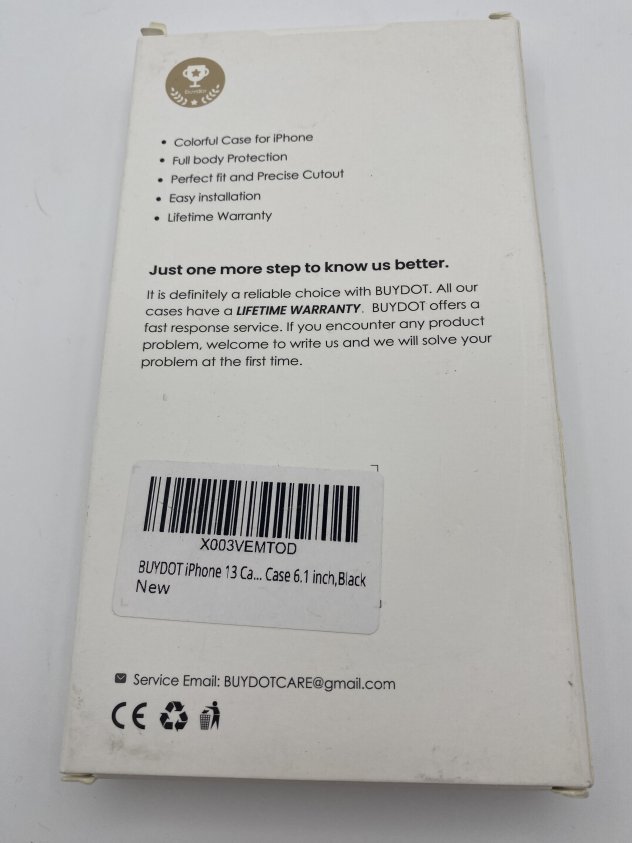 Buydot
• Colorful Case for iPhone
• Full body Protection
• Perfect fit and Precise Cutout
• Easy installation
• Lifetime Warranty
Just one more step to know us better.
It is definitely a reliable choice with BUYDOT. All our
cases have a LIFETIME WARRANTY. BUYDOT offers a
fast response service. If you encounter any product
problem, welcome to write us and we will solve your
problem at the first time.
X003VEMTOD
BUYDOT iPhone 13 Ca... Case 6.1 inch,Black
New
Service Email: BUYDOTCARE@gmail.com
CE